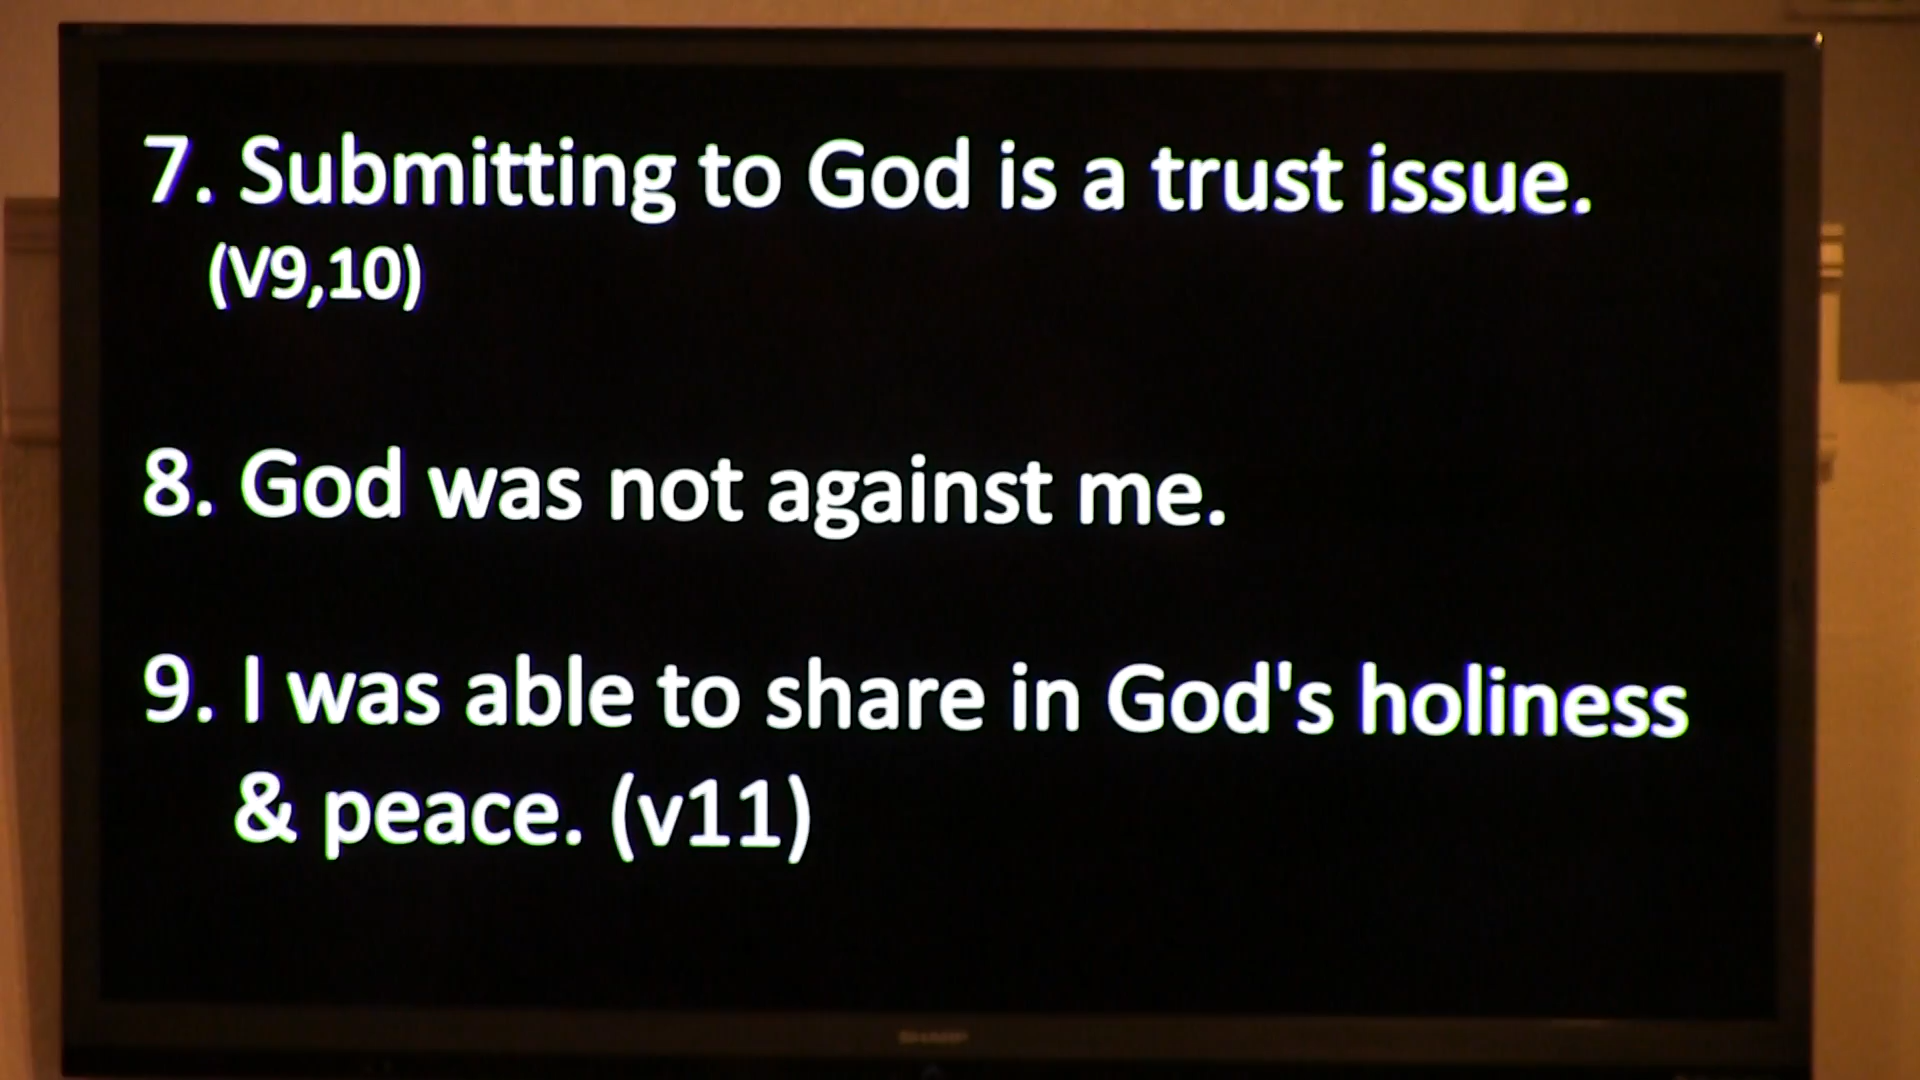 7. Submitting to God is a trust issue.
(V9,10)
8. God was not against me.
9. I was able to share in God's holiness
& peace. (v11)
SHARP